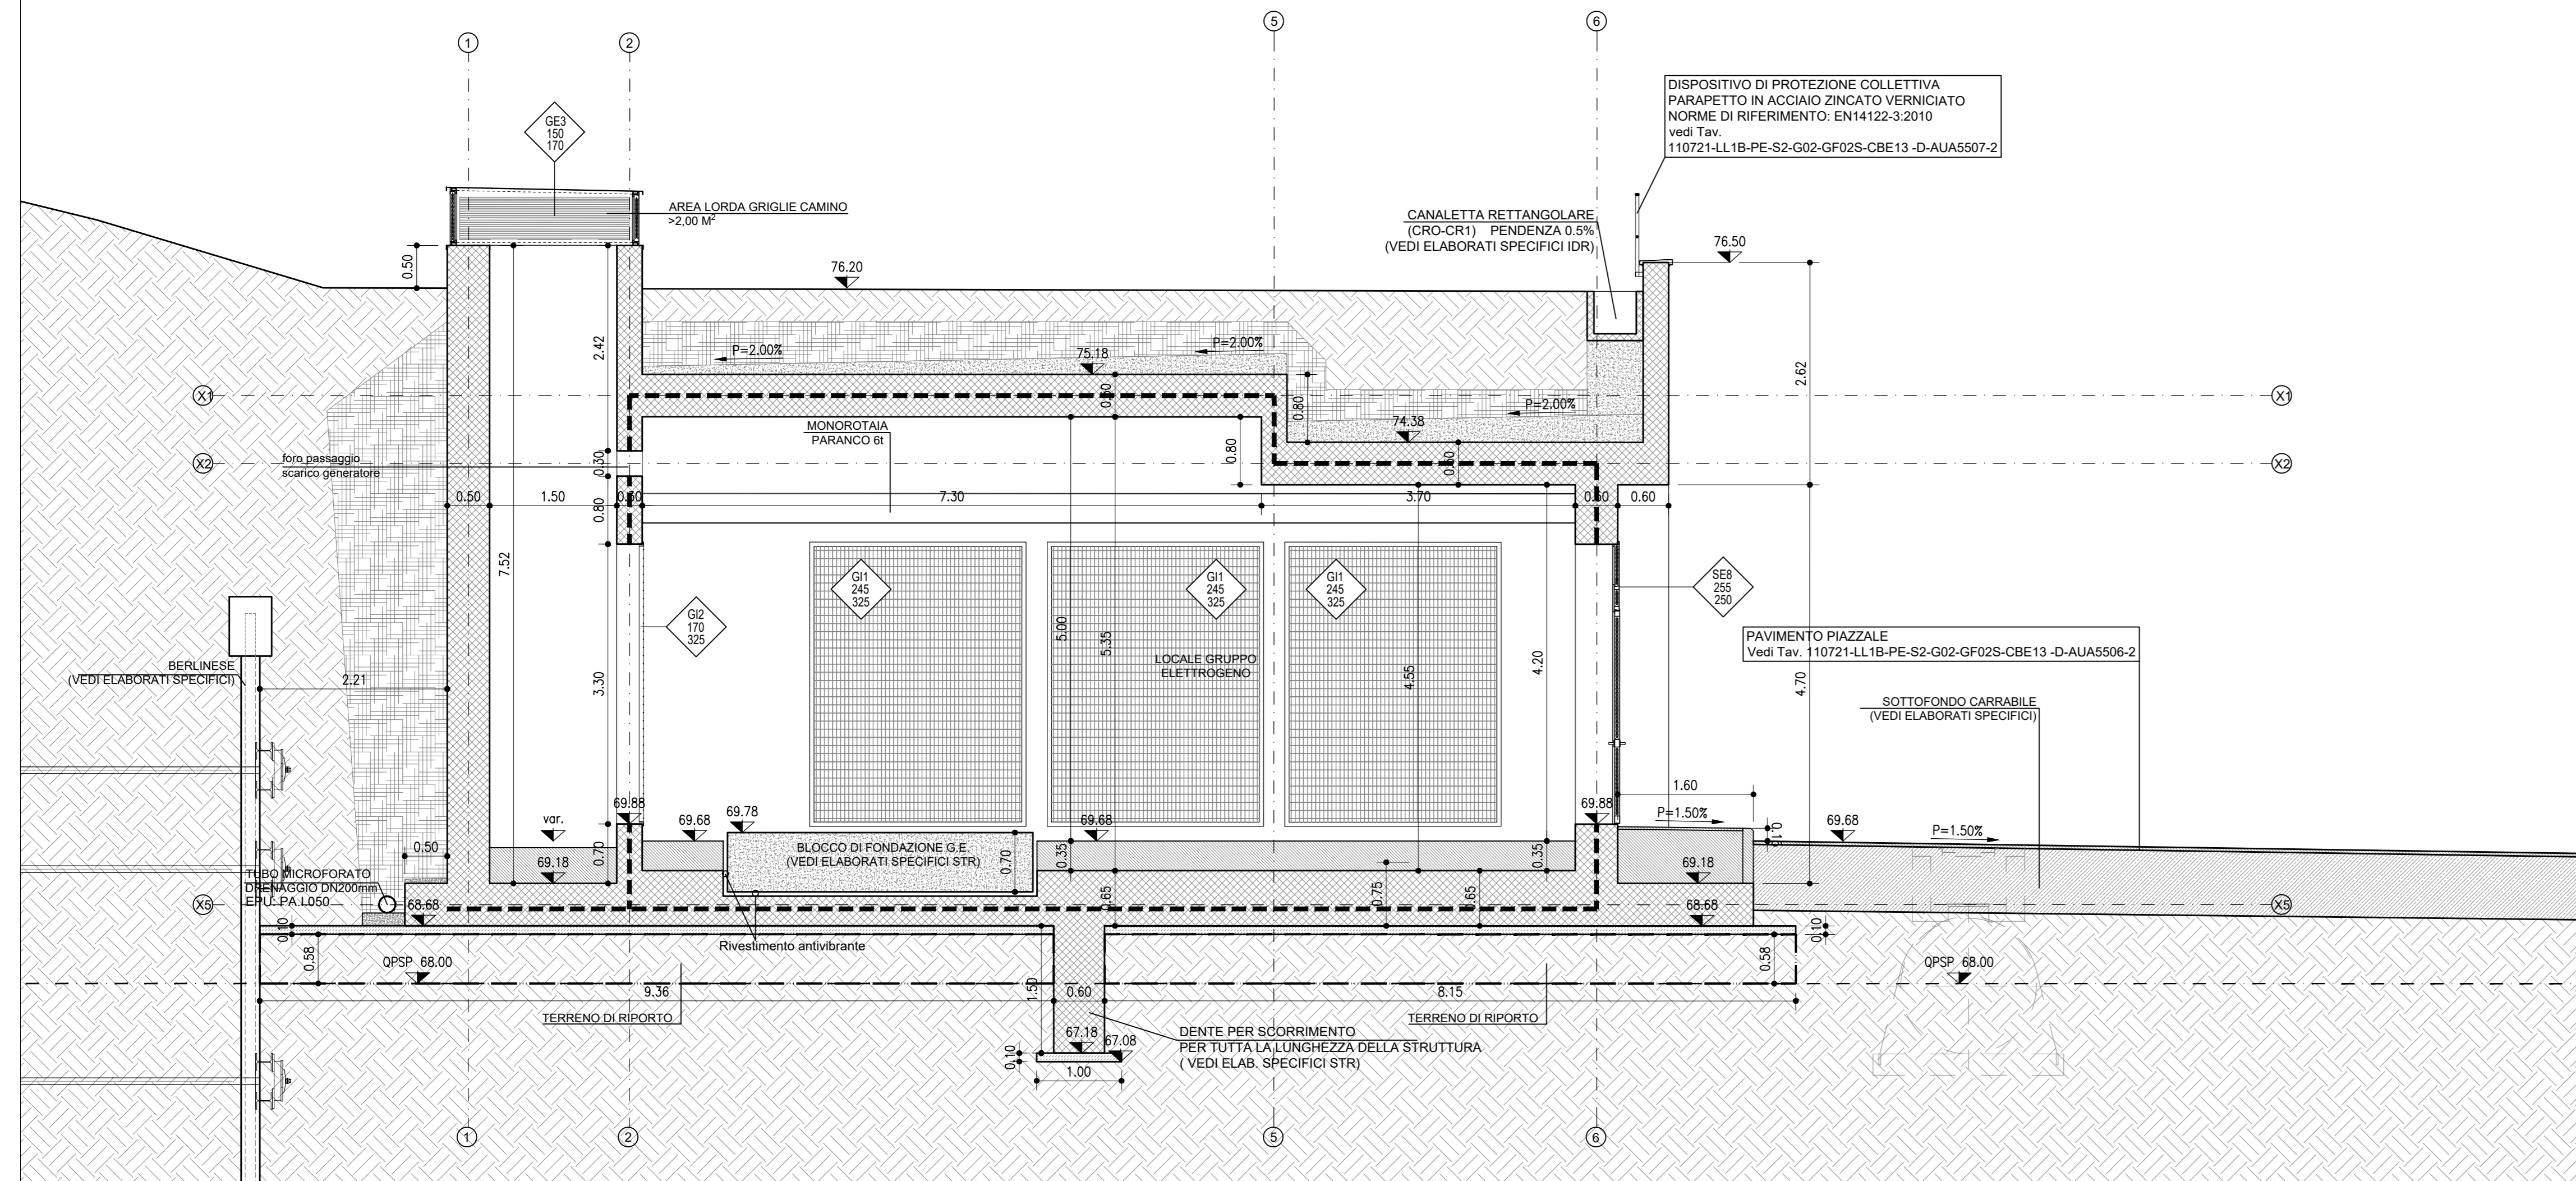 1
2
5
6
GE3
150
170
DISPOSITIVO DI PROTEZIONE COLLETTIVA
PARAPETTO IN ACCIAIO ZINCATO VERNICIATO
NORME DI RIFERIMENTO: EN14122-3:2010
vedi Tav.
110721-LL1B-PE-S2-G02-GF02S-CBE13 -D-AUA5507-2
AREA LORDA GRIGLIE CAMINO
>2,00 M²
CANALETTA RETTANGOLARE
(CRO-CR1) PENDENZA 0.5%
(VEDI ELABORATI SPECIFICI IDR)
76.50
76.20
0.50
2.42
P=2.00%
P=2.00%
75.18
2.62
X1
X1
0.60
0.80
P=2.00%
74.38
MONOROTAIA
PARANCO 6t
0.80
X2
X2
foro passaggio
scarico generatore
0.30
0.50
0.50
1.50
0.60
7.30
3.70
0.60
0.60
0.80
7.52
GI1
245
325
GI1
245
325
GI1
245
325
SE8
255
250
GI2
170
325
5.00
5.35
4.55
4.20
LOCALE GRUPPO
ELETTROGENO
PAVIMENTO PIAZZALE
Vedi Tav. 110721-LL1B-PE-S2-G02-GF02S-CBE13 -D-AUA5506-2
BERLINESE
(VEDI ELABORATI SPECIFICI)
2.21
3.30
4.70
SOTTOFONDO CARRABILE
(VEDI ELABORATI SPECIFICI)
1.60
69.88
69.88
P=1.50%
var.
69.68
69.78
69.68
0.15
69.68
P=1.50%
0.50
0.70
BLOCCO DI FONDAZIONE G.E.
(VEDI ELABORATI SPECIFICI STR)
0.70
0.35
0.35
69.18
69.18
TUBO MICROFORATO
DRENAGGIO DN200mm
EPU: PA.I.050
0.65
0.75
0.65
X5
X5
68.68
68.68
0.10
0.10
Rivestimento antivibrante
0.58
0.58
QPSP 68.00
QPSP 68.00
9.36
1.50
0.60
8.15
TERRENO DI RIPORTO
TERRENO DI RIPORTO
67.18
67.08
DENTE PER SCORRIMENTO
PER TUTTA LA LUNGHEZZA DELLA STRUTTURA
( VEDI ELAB. SPECIFICI STR)
0.10
1.00
1
2
5
6